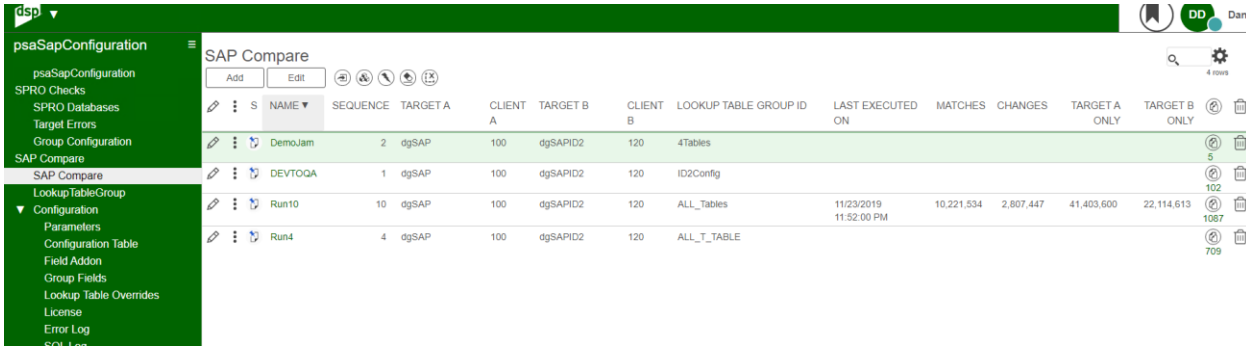 dsp
DD Dan
psaSapConfiguration
psaSapConfiguration
SPRO Checks
SPRO Databases
Target Errors
Group Configuration
SAP Compare
SAP Compare
LookupTableGroup
Configuration
Parameters
Configuration Table
Field Addon
Group Fields
Lookup Table Overrides
License
Error Log
SQL Log
SAP Compare
4 rows
Add Edit
S NAME SEQUENCE TARGET A CLIENT A TARGET B CLIENT B LOOKUP TABLE GROUP ID LAST EXECUTED ON MATCHES CHANGES TARGET A ONLY TARGET B ONLY
DemoJam 2 dgSAP 100 dgSAPID2 120 4Tables 5
DEVTOQA 1 dgSAP 100 dgSAPID2 120 ID2Config 102
Run10 10 dgSAP 100 dgSAPID2 120 ALL_Tables 11/23/2019 11:52:00 PM 10,221,534 2,807,447 41,403,600 22,114,613 1087
Run4 4 dgSAP 100 dgSAPID2 120 ALL_T_TABLE 709